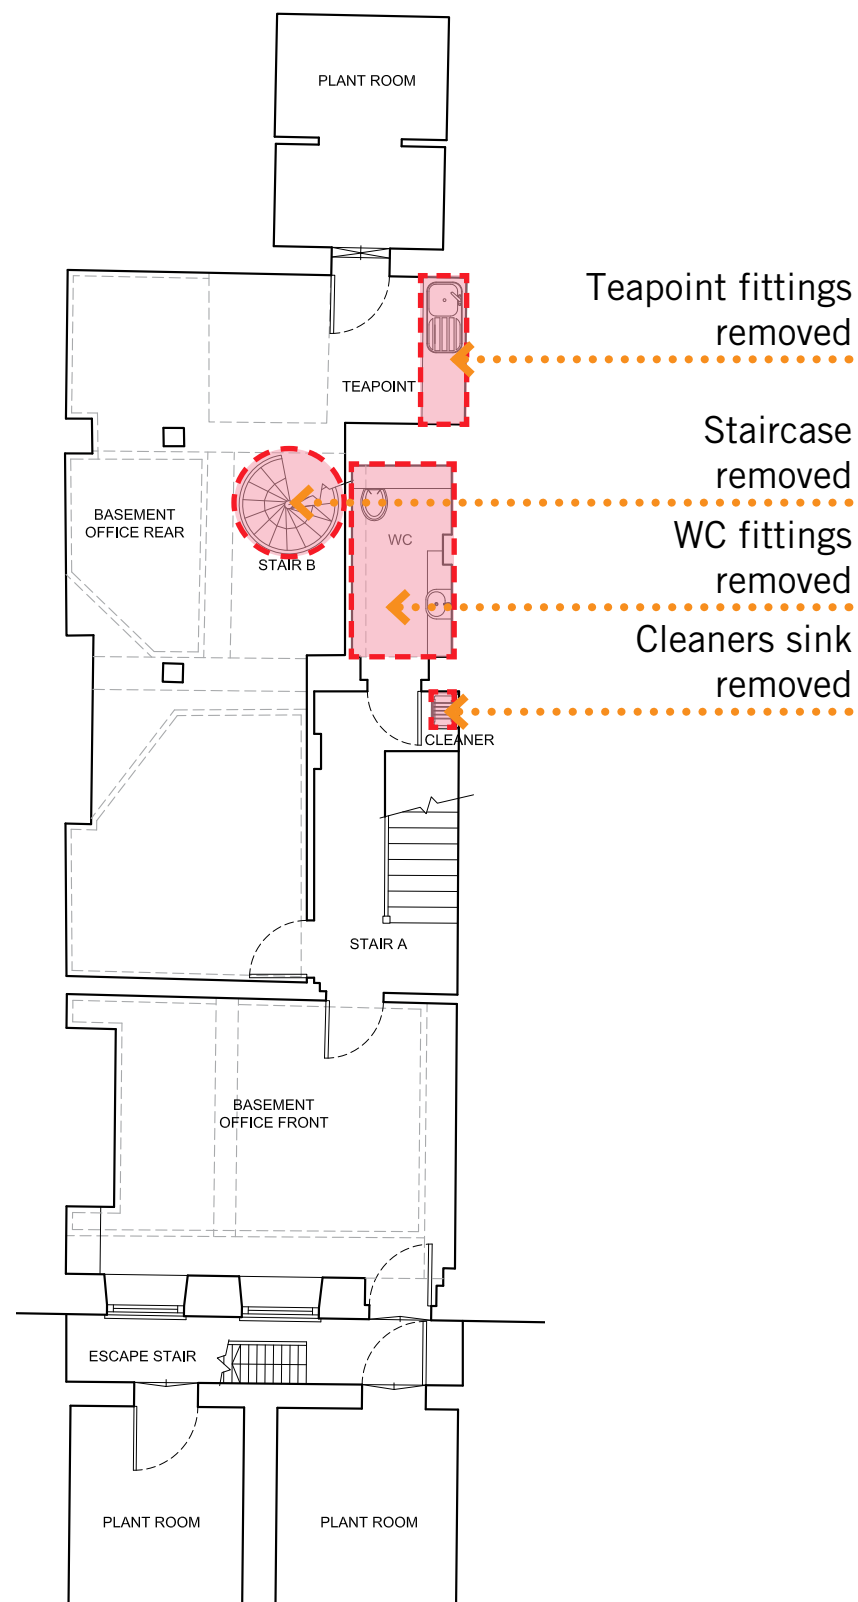 PLANT ROOM
Teapoint fittings
removed
TEAPOINT
Staircase
removed
BASEMENT
OFFICE REAR
WC
WC fittings
removed
STAIR B
Cleaners sink
removed
CLEANER
STAIR A
BASEMENT
OFFICE FRONT
ESCAPE STAIR
PLANT ROOM
PLANT ROOM